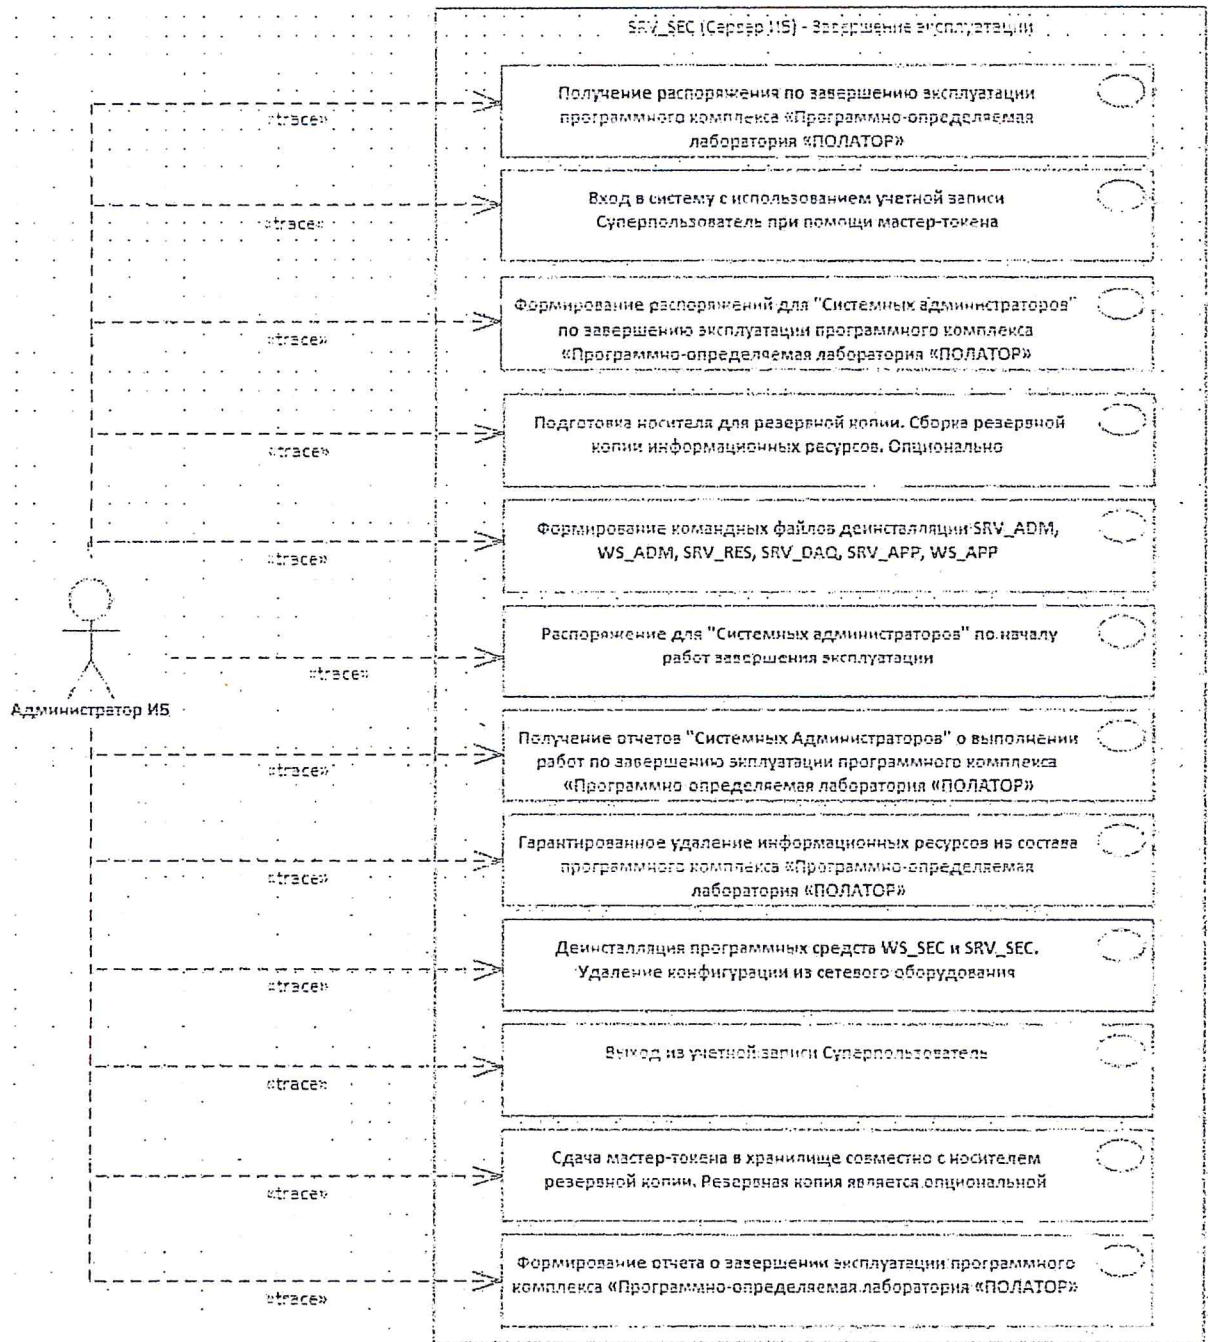 SRV_SEC (Сервер ИБ) - Завершение эксплуатации
Получение распоряжения по завершению эксплуатации
программного комплекса «Программно-определяемая
лаборатория «ПОЛАТОР»
«trace»
Вход в систему с использованием учетной записи
Суперпользователь при помощи мастер-токена
«trace»
Формирование распоряжений для "Системных администраторов"
по завершению эксплуатации программного комплекса
«Программно-определяемая лаборатория «ПОЛАТОР»
«trace»
Подготовка носителя для резервной копии. Сборка резервной
копии информационных ресурсов. Опционально
«trace»
Формирование командных файлов деинсталляции SRV_ADM,
WS_ADM, SRV_RES, SRV_DAQ, SRV_APP, WS_APP
«trace»
Распоряжение для "Системных администраторов" по началу
работ завершения эксплуатации
«trace»
Администратор ИБ
Получение отчетов "Системных Администраторов" о выполнении
работ по завершению эксплуатации программного комплекса
«Программно определяемая лаборатория «ПОЛАТОР»
«trace»
Гарантированное удаление информационных ресурсов из состава
программного комплекса «Программно-определяемая
лаборатория «ПОЛАТОР»
«trace»
Деинсталляция программных средств WS_SEC и SRV_SEC.
Удаление конфигурации из сетевого оборудования
«trace»
Выход из учетной записи Суперпользователь
«trace»
Сдача мастер-токена в хранилище совместно с носителем
резервной копии. Резервная копия является опциональной
«trace»
Формирование отчета о завершении эксплуатации программного
комплекса «Программно-определяемая лаборатория «ПОЛАТОР»
«trace»